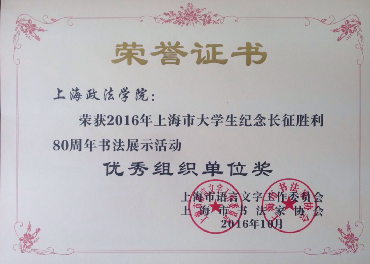 荣誉证书
上海政法学院：
荣获2016年上海市大学生纪念长征胜利
80周年书法展示活动
优秀组织单位奖
上海市语言文字工作委员会
上海市书法家协会
2016年10月